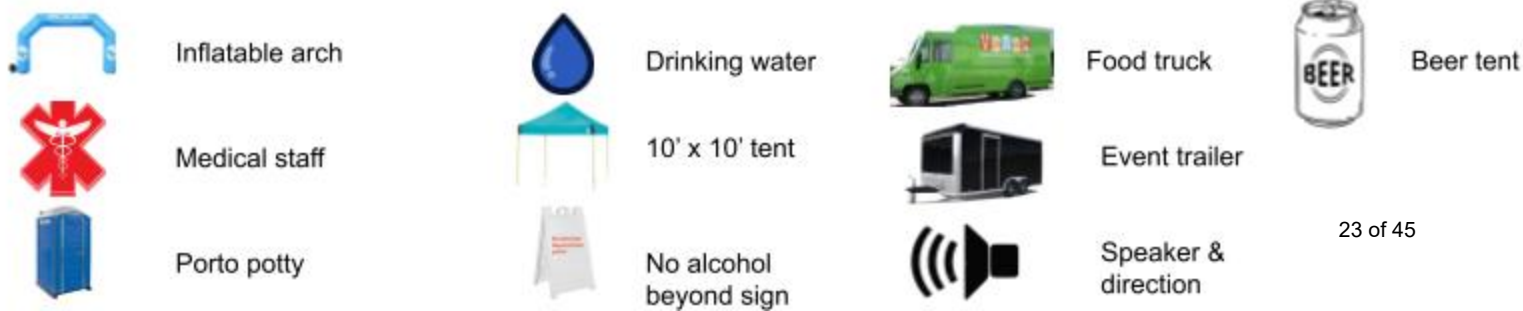 Inflatable arch
Drinking water
Food truck
BEER
Beer tent
Medical staff
10' x 10' tent
Event trailer
23 of 45
Porto potty
No alcohol
beyond sign
Speaker &
direction